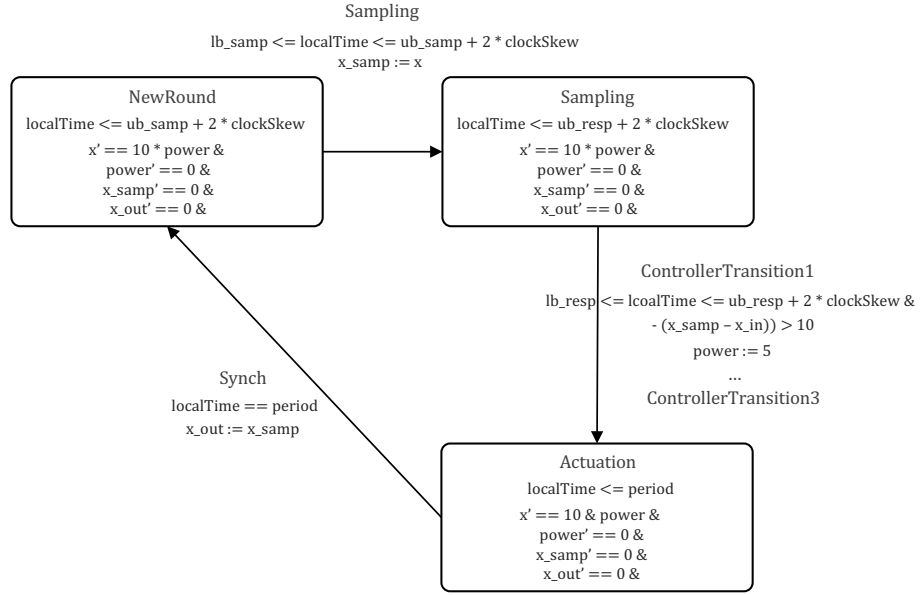 Sampling
lb_samp <= localTime <= ub_samp + 2 * clockSkew
x_samp := x
NewRound
localTime <= ub_samp + 2 * clockSkew
x' == 10 * power &
power' == 0 &
x_samp' == 0 &
x_out' == 0 &
Sampling
localTime <= ub_resp + 2 * clockSkew
x' == 10 * power &
power' == 0 &
x_samp' == 0 &
x_out' == 0 &
ControllerTransition1
lb_resp <= lcoalTime <= ub_resp + 2 * clockSkew &
- (x_samp – x_in)) > 10
power := 5
...
ControllerTransition3
Synch
localTime == period
x_out := x_samp
Actuation
localTime <= period
x' == 10 & power &
power' == 0 &
x_samp' == 0 &
x_out' == 0 &